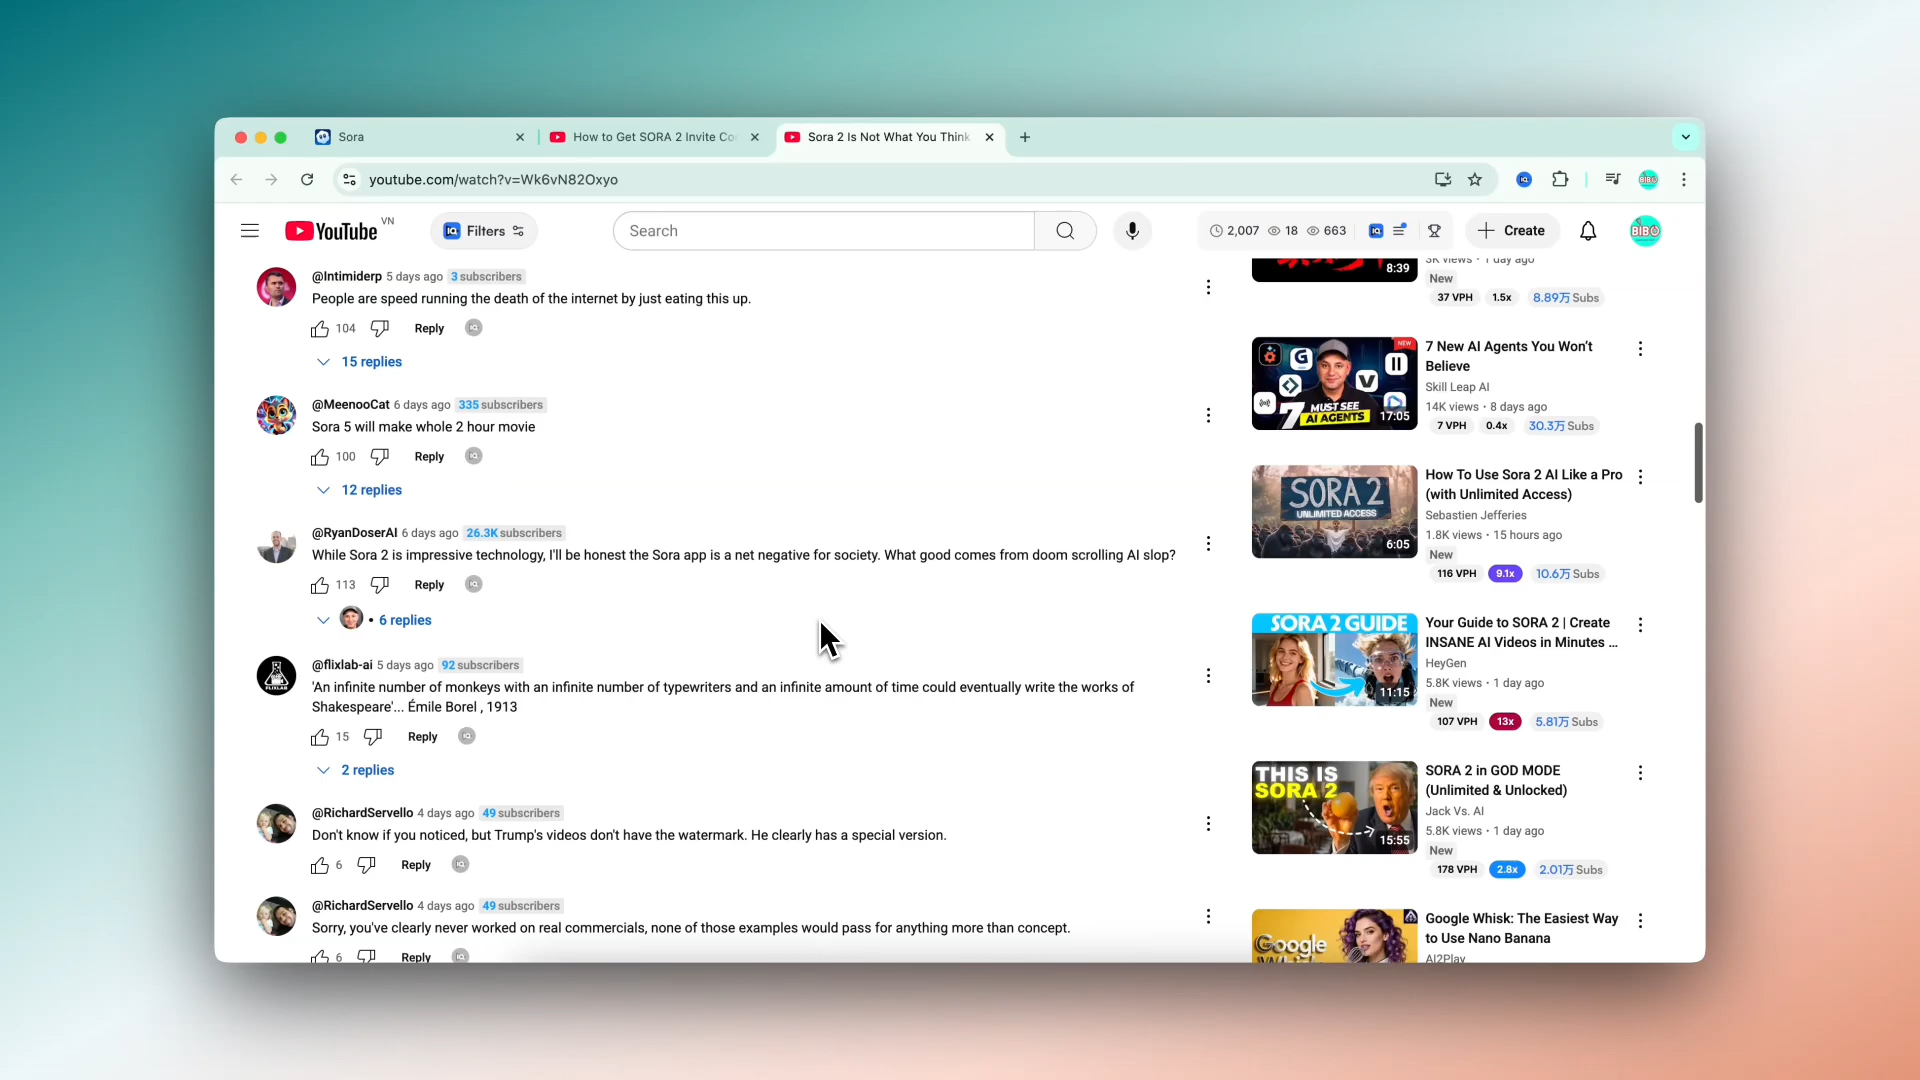 Sora
How to Get SORA 2 Invite Co
Sora 2 Is Not What You Think
youtube.com/watch?v=Wk6vN82Oxyo
YouTube VN
Filters
Search
2,007 18 663
Create
BIBO
@Intimiderp 5 days ago 3 subscribers
People are speed running the death of the internet by just eating this up.
104 Reply
15 replies
@MeenooCat 6 days ago 335 subscribers
Sora 5 will make whole 2 hour movie
100 Reply
12 replies
@RyanDoserAI 6 days ago 26.3K subscribers
While Sora 2 is impressive technology, I'll be honest the Sora app is a net negative for society. What good comes from doom scrolling AI slop?
113 Reply
• 6 replies
@flixlab-ai 5 days ago 92 subscribers
'An infinite number of monkeys with an infinite number of typewriters and an infinite amount of time could eventually write the works of
Shakespeare'... Émile Borel , 1913
15 Reply
2 replies
@RichardServello 4 days ago 49 subscribers
Don't know if you noticed, but Trump's videos don't have the watermark. He clearly has a special version.
6 Reply
@RichardServello 4 days ago 49 subscribers
Sorry, you've clearly never worked on real commercials, none of those examples would pass for anything more than concept.
6 Reply
8:39
3K views • 1 day ago
New
37 VPH 1.5x 8.89万 Subs
NEW
7 MUST SEE
AI AGENTS
17:05
7 New AI Agents You Won't
Believe
Skill Leap AI
14K views • 8 days ago
7 VPH 0.4x 30.3万 Subs
SORA 2
UNLIMITED ACCESS
6:05
How To Use Sora 2 AI Like a Pro
(with Unlimited Access)
Sebastien Jefferies
1.8K views • 15 hours ago
New
116 VPH 9.1x 10.6万 Subs
SORA 2 GUIDE
11:15
Your Guide to SORA 2 | Create
INSANE AI Videos in Minutes ...
HeyGen
5.8K views • 1 day ago
New
107 VPH 13x 5.81万 Subs
THIS IS
SORA 2
15:55
SORA 2 in GOD MODE
(Unlimited & Unlocked)
Jack Vs. AI
5.8K views • 1 day ago
New
178 VPH 2.8x 2.01万 Subs
Google
Google Whisk: The Easiest Way
to Use Nano Banana
AI2Play